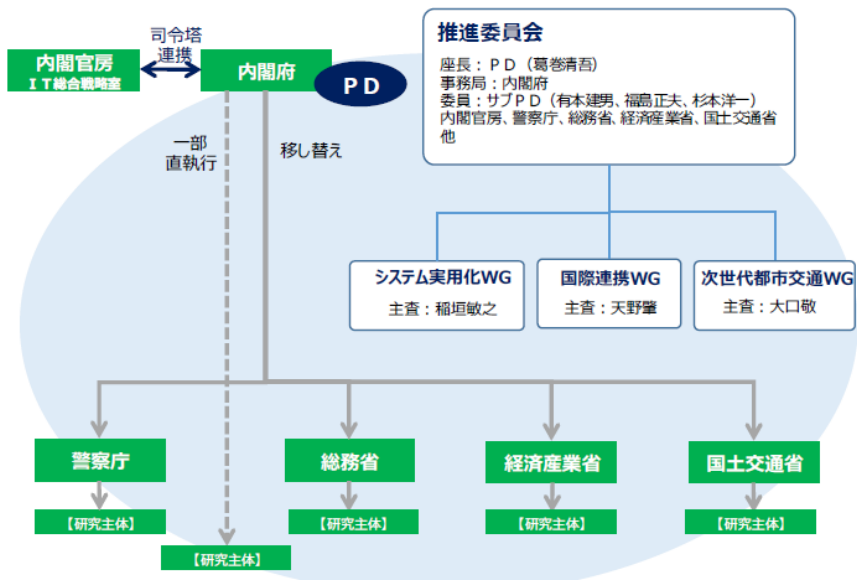 司令塔
連携
内閣官房
IT総合戦略室
内閣府
PD
一部
直執行
移し替え
推進委員会
座長：PD（葛巻清吾）
事務局：内閣府
委員：サブPD（有本建男、福島正夫、杉本洋一）
内閣官房、警察庁、総務省、経済産業省、国土交通省
他
システム実用化WG
主査：稲垣敏之
国際連携WG
主査：天野肇
次世代都市交通WG
主査：大口敬
警察庁
総務省
経済産業省
国土交通省
【研究主体】
【研究主体】
【研究主体】
【研究主体】
【研究主体】